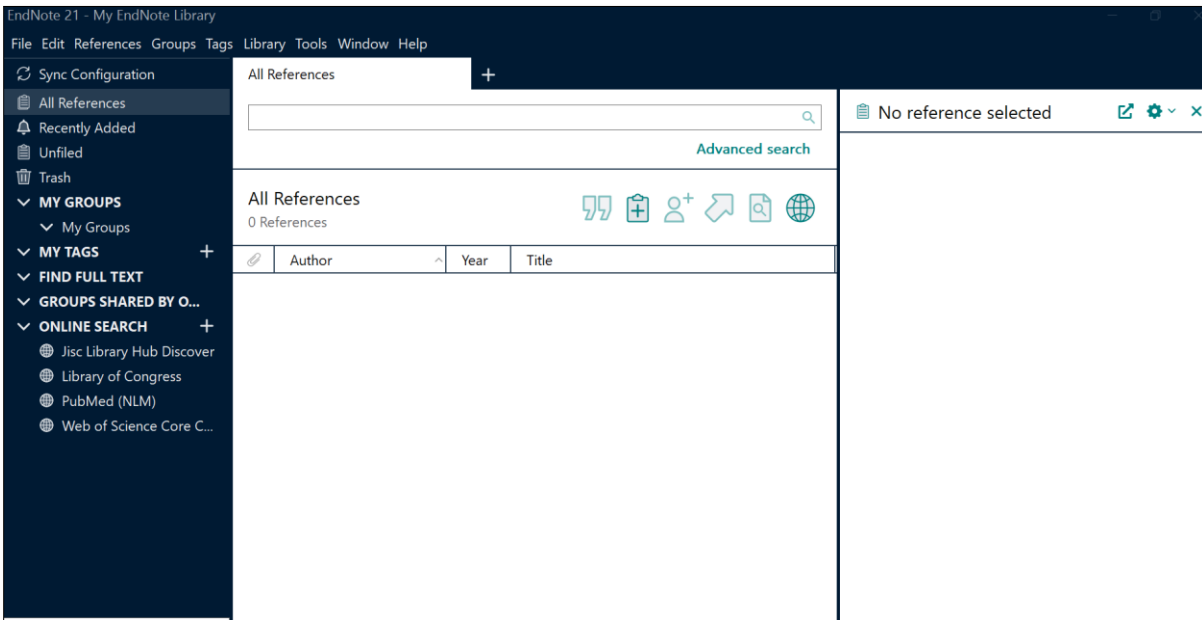 EndNote 21 - My EndNote Library
File Edit References Groups Tags Library Tools Window Help
Sync Configuration
All References
Recently Added
Unfiled
Trash
MY GROUPS
My Groups
MY TAGS
FIND FULL TEXT
GROUPS SHARED BY O...
ONLINE SEARCH
Jisc Library Hub Discover
Library of Congress
PubMed (NLM)
Web of Science Core C...
All References
Advanced search
All References
0 References
Author Year Title
No reference selected